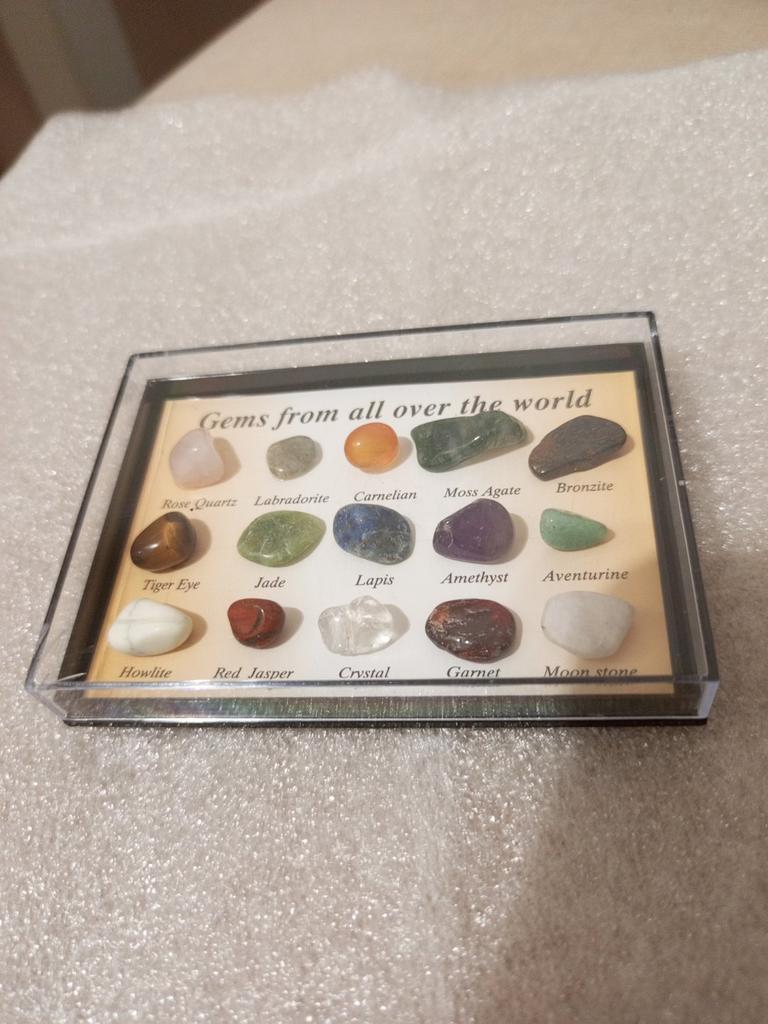 Gems from all over the world
Rose Quartz Labradorite Carnelian Moss Agate Bronzite
Tiger Eye Jade Lapis Amethyst Aventurine
Howlite Red Jasper Crystal Garnet Moon stone